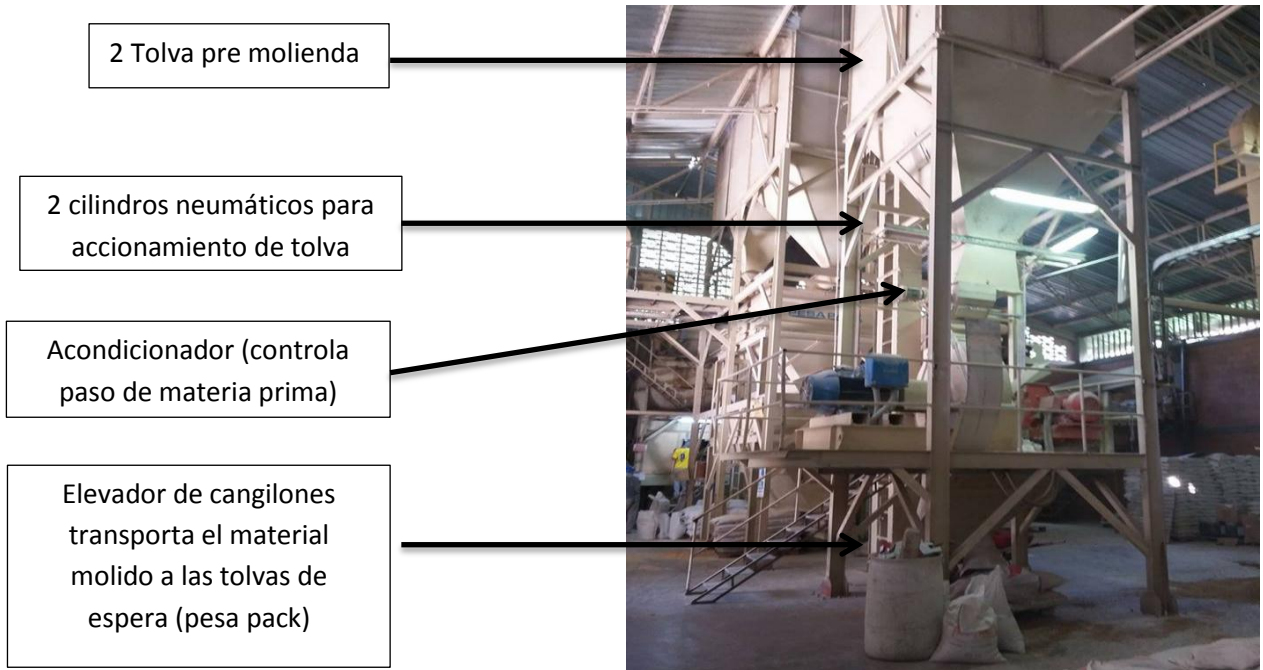 2 Tolva pre molienda
2 cilindros neumáticos para
accionamiento de tolva
Acondicionador (controla
paso de materia prima)
Elevador de cangilones
transporta el material
molido a las tolvas de
espera (pesa pack)